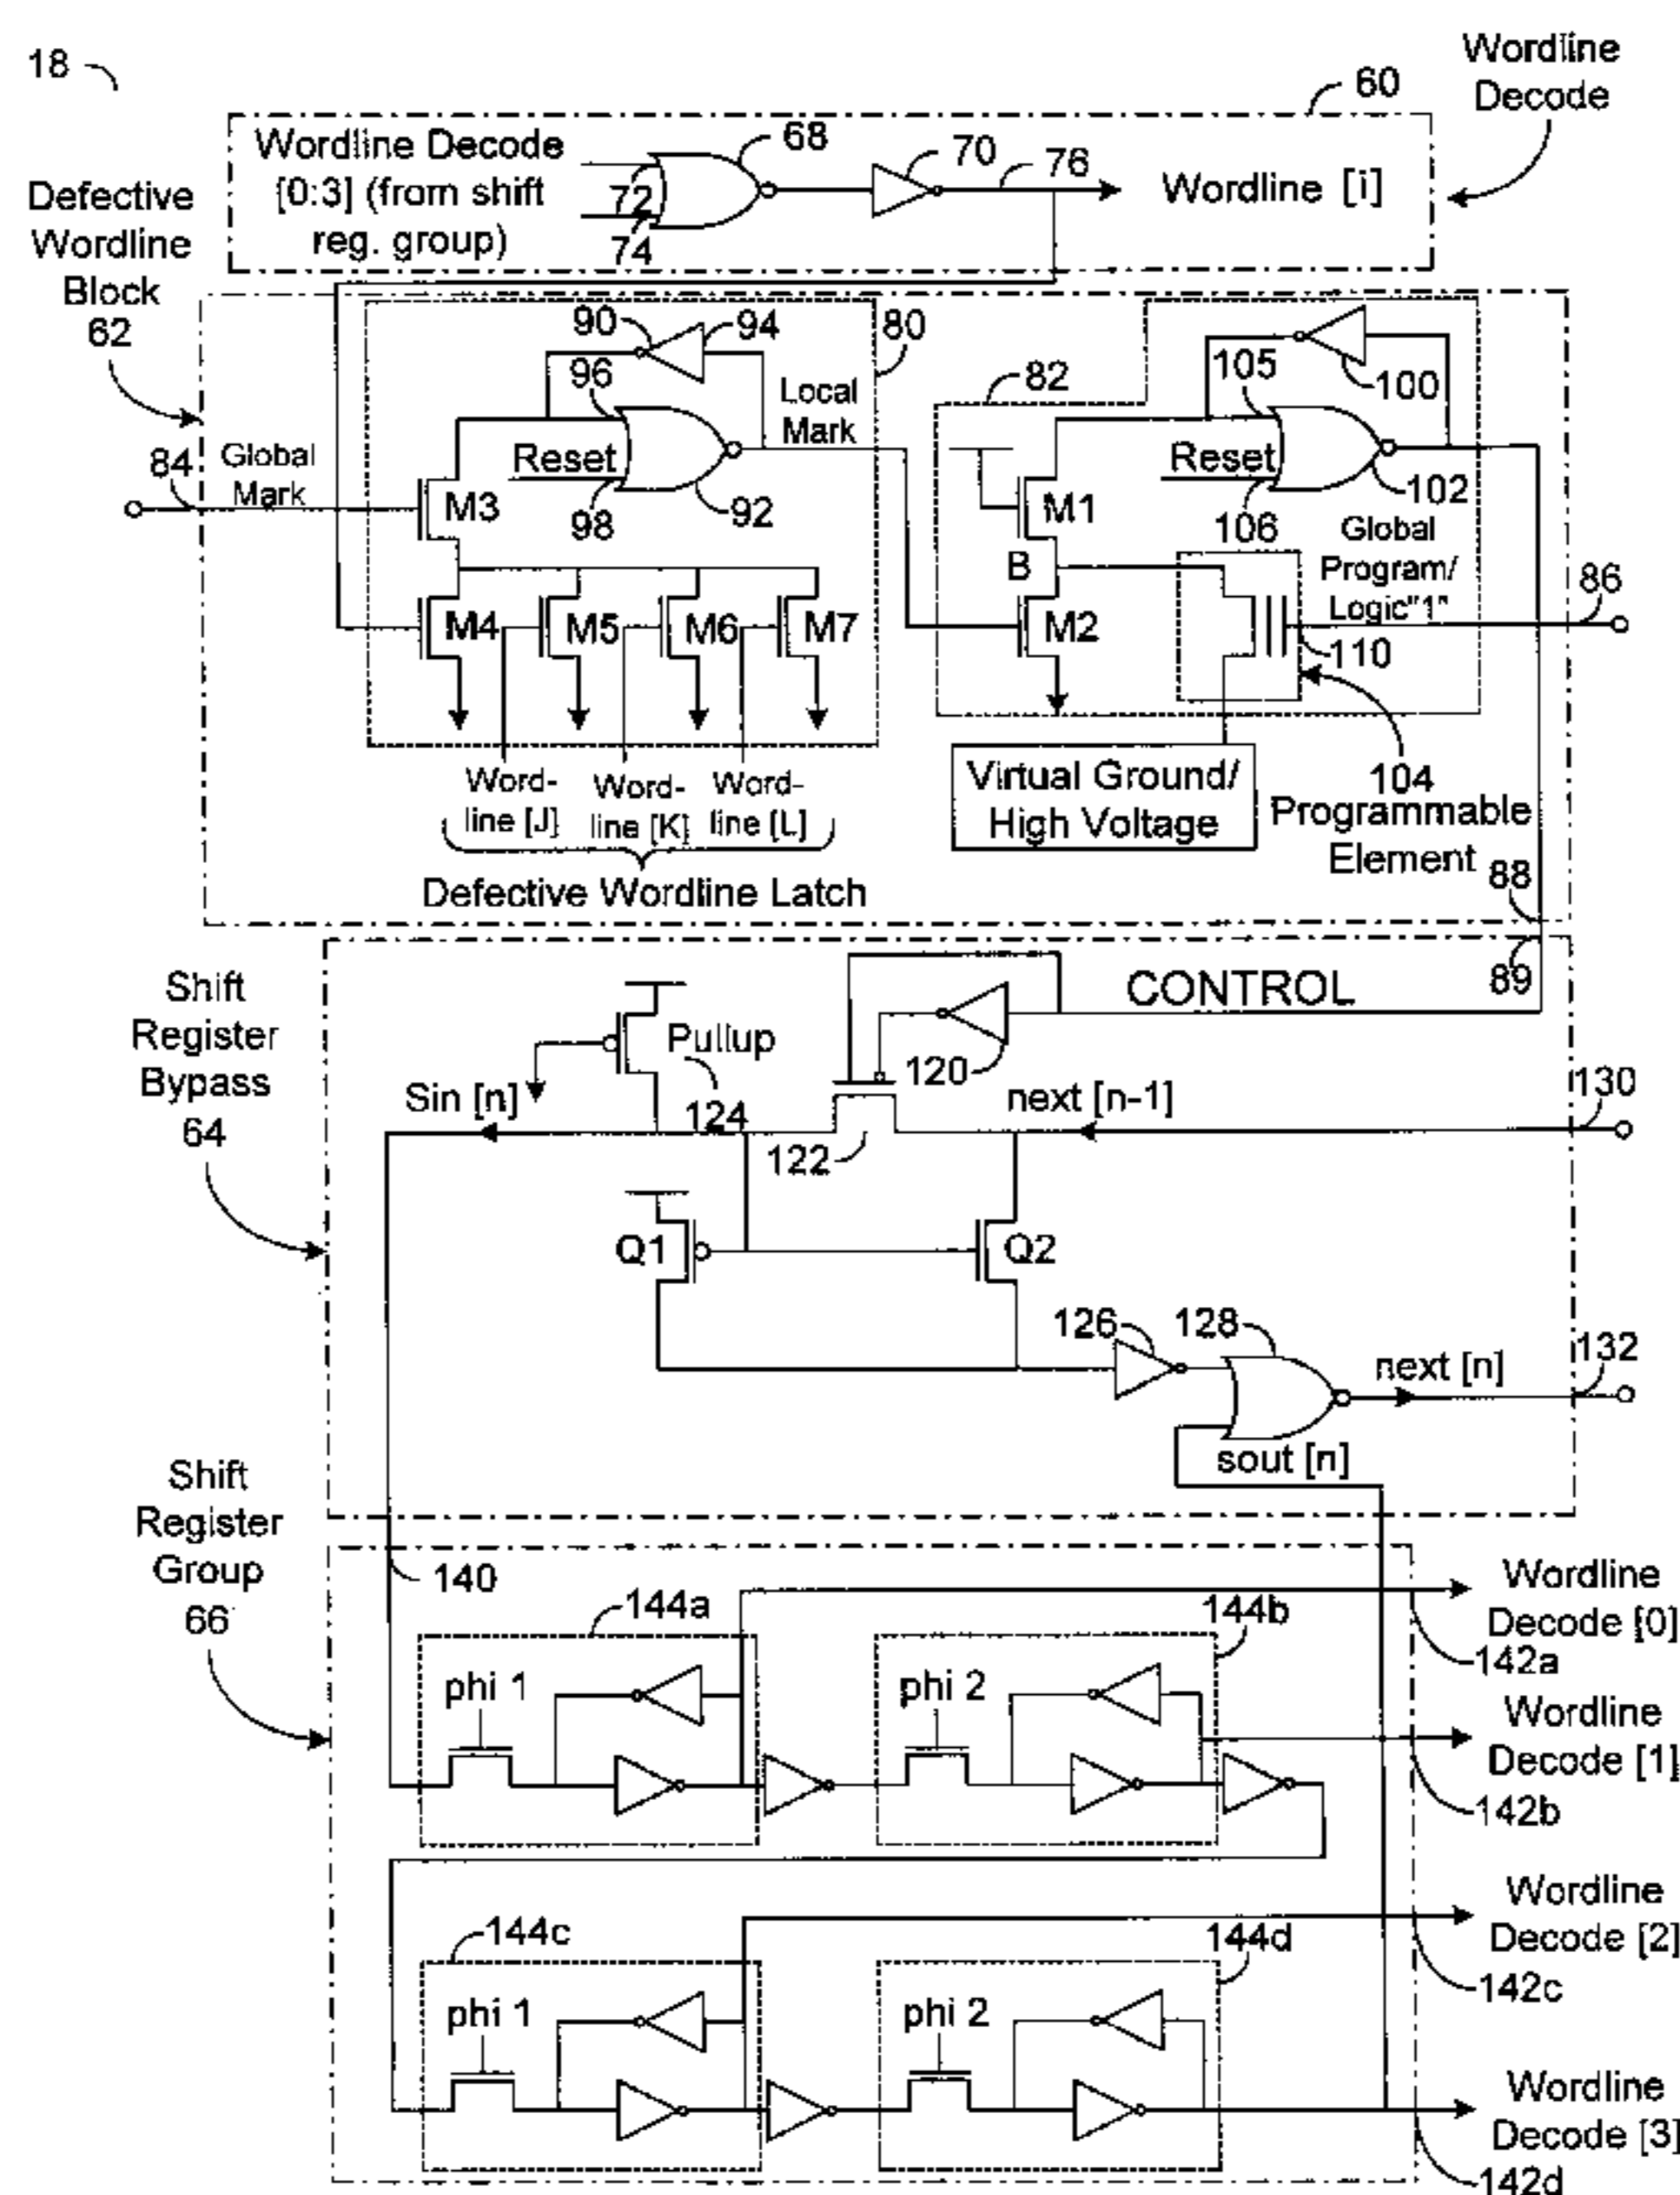 18
60
Wordline
Decode
Wordline Decode
[0:3] (from shift
reg. group)
72
74
68
70
76
Wordline [i]
Defective
Wordline
Block
62
84
Global
Mark
90
94
80
96
Reset
98
92
Local
Mark
M3
M4
M5
M6
M7
82
105
100
Reset
106
102
M1
B
M2
Global
Program/
Logic"1"
86
110
104
Programmable
Element
Virtual Ground/
High Voltage
Word-
line [J]
Word-
line [K]
Word-
line [L]
Defective Wordline Latch
88
89
Shift
Register
Bypass
64
Pullup
CONTROL
120
Sin [n]
124
122
next [n-1]
130
Q1
Q2
126
128
next [n]
132
sout [n]
Shift
Register
Group
66
140
144a
144b
phi 1
phi 2
Wordline
Decode [0]
142a
Wordline
Decode [1]
142b
144c
144d
phi 1
phi 2
Wordline
Decode [2]
142c
Wordline
Decode [3]
142d